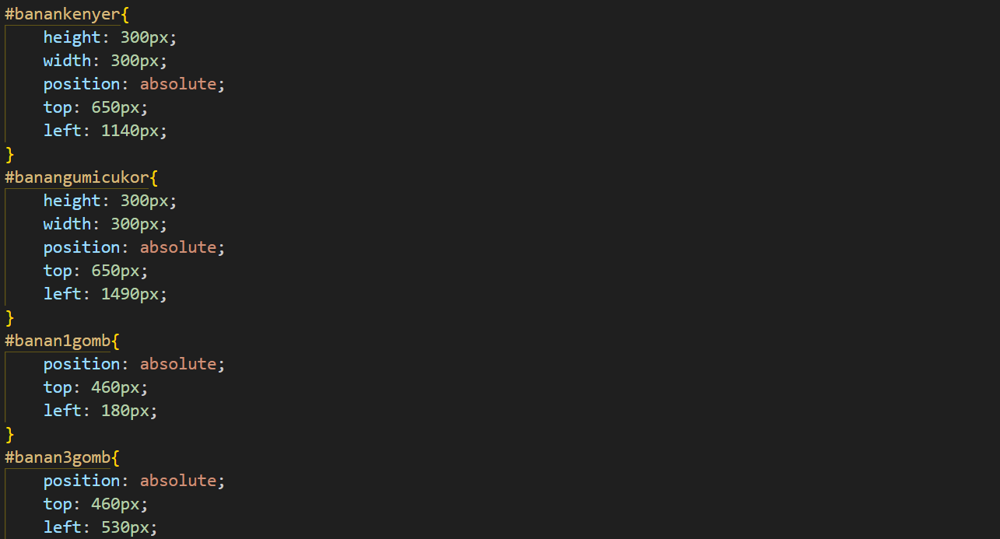 #banankenyer{
    height: 300px;
    width: 300px;
    position: absolute;
    top: 650px;
    left: 1140px;
}
#banangumicukor{
    height: 300px;
    width: 300px;
    position: absolute;
    top: 650px;
    left: 1490px;
}
#banan1gomb{
    position: absolute;
    top: 460px;
    left: 180px;
}
#banan3gomb{
    position: absolute;
    top: 460px;
    left: 530px;